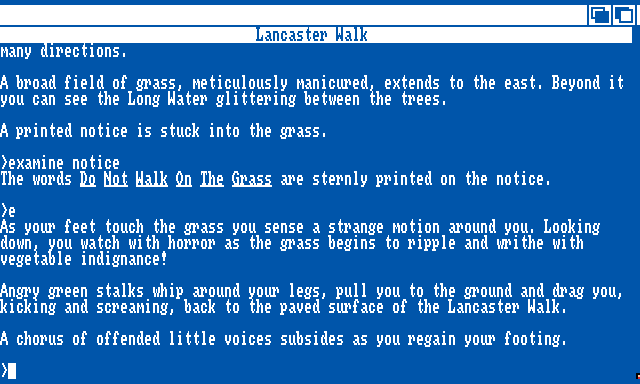 Lancaster Walk
many directions.
A broad field of grass, meticulously manicured, extends to the east. Beyond it
you can see the Long Water glittering between the trees.
A printed notice is stuck into the grass.
>examine notice
The words Do Not Walk On The Grass are sternly printed on the notice.
>e
As your feet touch the grass you sense a strange motion around you. Looking
down, you watch with horror as the grass begins to ripple and writhe with
vegetable indignance!
Angry green stalks whip around your legs, pull you to the ground and drag you,
kicking and screaming, back to the paved surface of the Lancaster Walk.
A chorus of offended little voices subsides as you regain your footing.
>